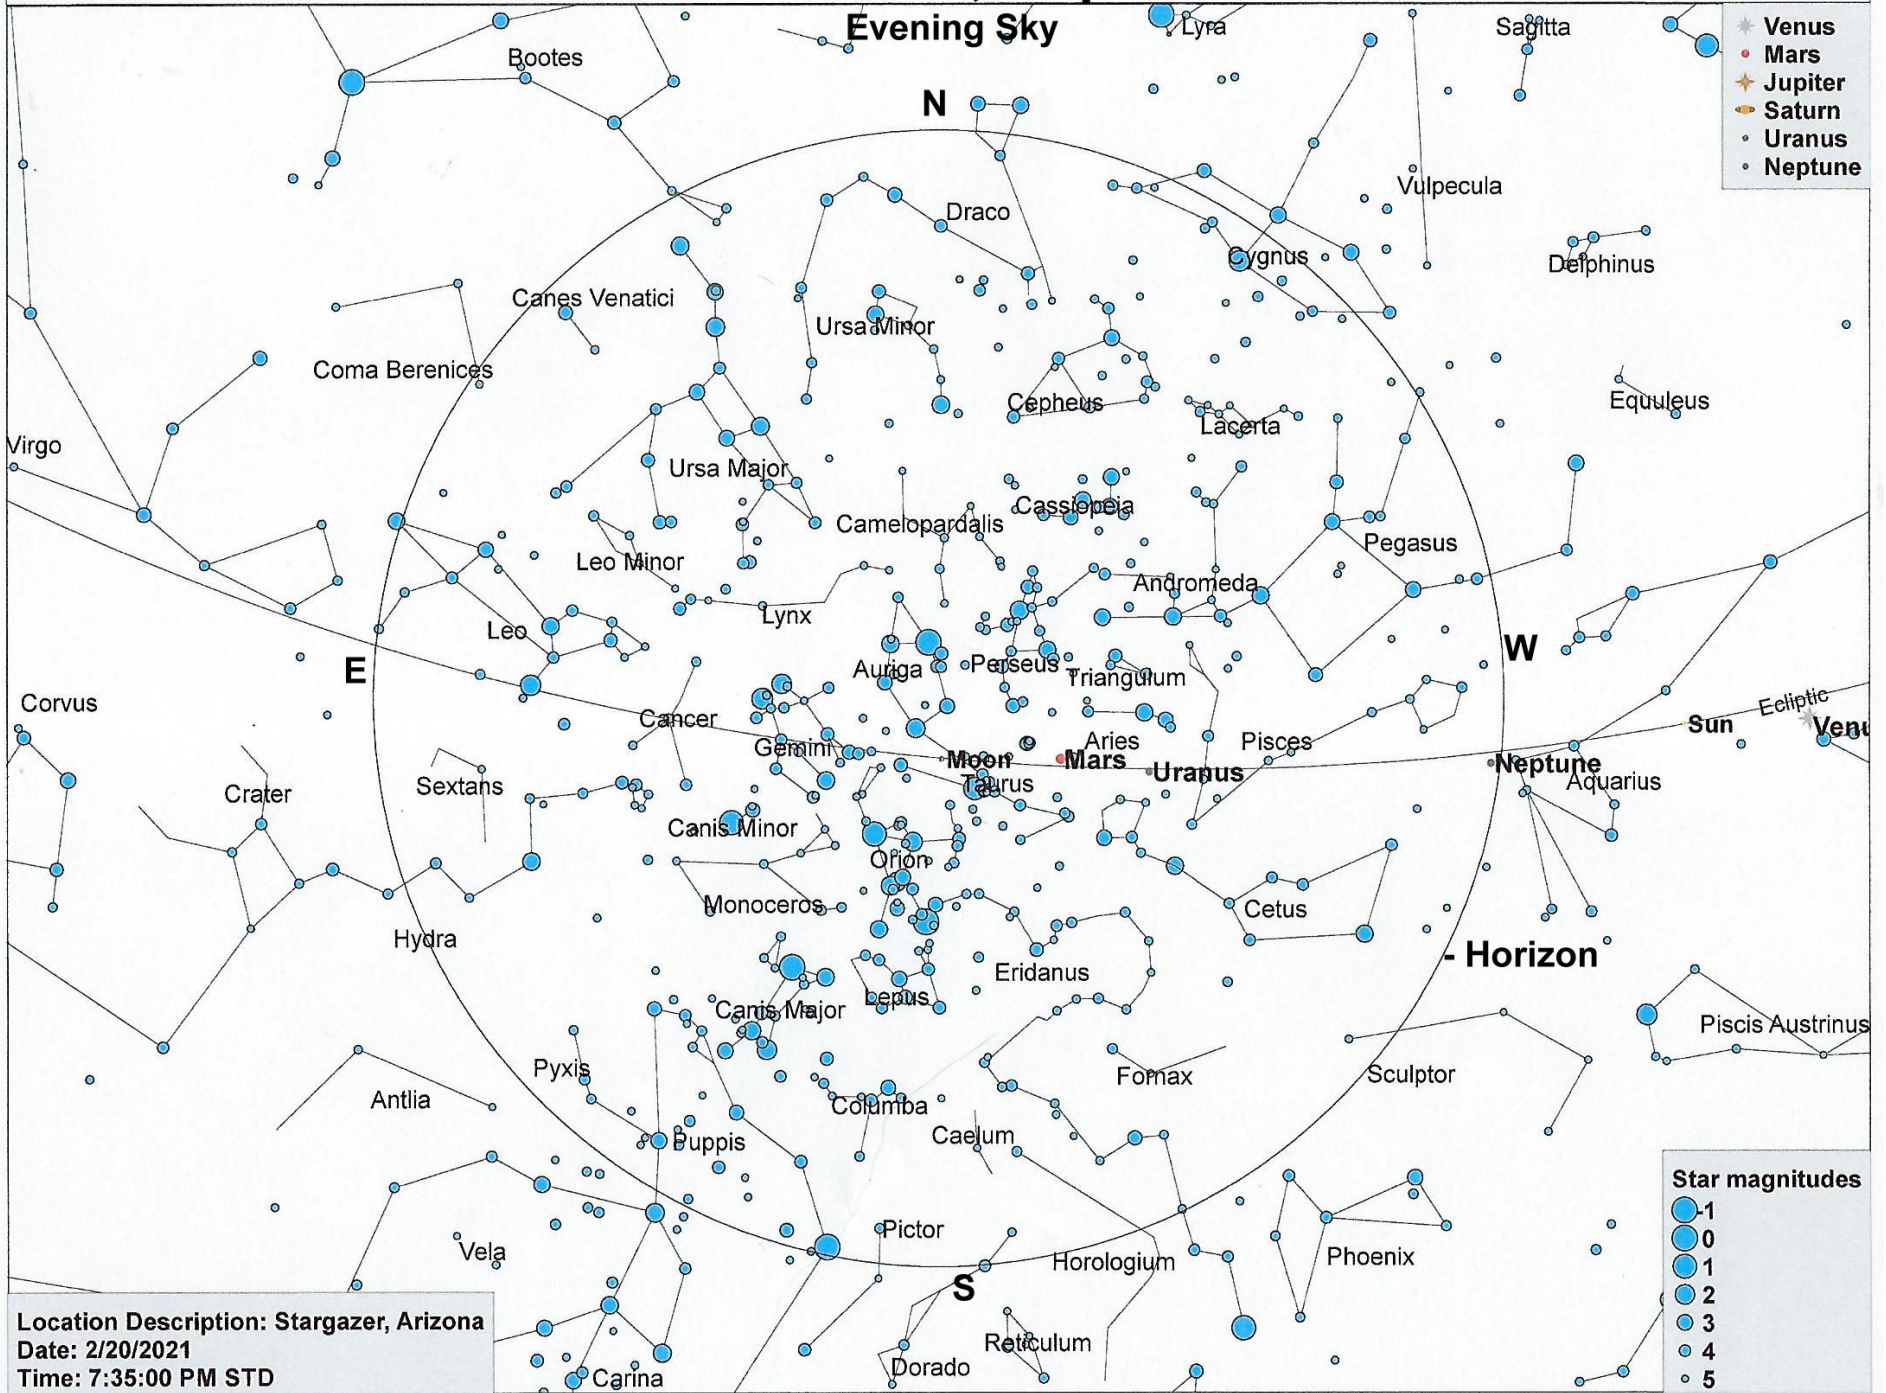 Evening Sky
Lyra
Sagitta
Venus
Mars
Jupiter
Saturn
Uranus
Neptune
Bootes
N
Vulpecula
Draco
Cygnus
Delphinus
Canes Venatici
Ursa Minor
Coma Berenices
Cepheus
Equuleus
Lacerta
Virgo
Ursa Major
Cassiopeia
Camelopardalis
Pegasus
Leo Minor
Andromeda
Lynx
Leo
W
E
Auriga
Perseus
Triangulum
Corvus
Cancer
Ecliptic
Sun
Venu
Gemini
Aries
Pisces
Moon
Mars
Uranus
Neptune
Taurus
Aquarius
Sextans
Crater
Canis Minor
Orion
Monoceros
Cetus
Hydra
- Horizon
Eridanus
Lepus
Canis Major
Piscis Austrinus
Pyxis
Fornax
Sculptor
Antlia
Columba
Caelum
Puppis
Star magnitudes
-1
0
1
2
3
4
5
Pictor
Vela
Horologium
Phoenix
S
Reticulum
Dorado
Carina
Location Description: Stargazer, Arizona
Date: 2/20/2021
Time: 7:35:00 PM STD